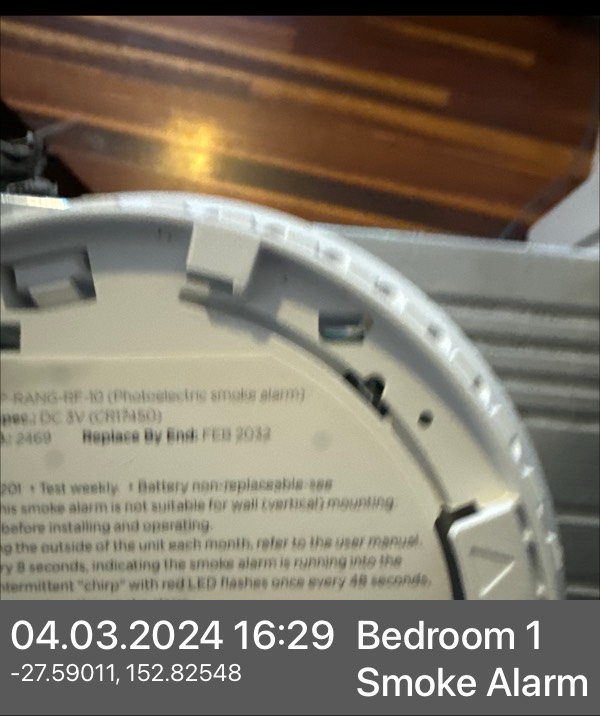 P-RANG-RF-10 (Photoelectric smoke alarm)
pec.: DC 3V (CR17450)
.: 2469 Replace By End: FEB 2032
201 • Test weekly. • Battery non-replaceable see
his smoke alarm is not suitable for wall (vertical) mounting.
before installing and operating.
g the outside of the unit each month, refer to the user manual.
ry 8 seconds, indicating the smoke alarm is running into the
ntermittent "chirp" with red LED flashes once every 48 seconds,
04.03.2024 16:29 Bedroom 1
-27.59011, 152.82548 Smoke Alarm